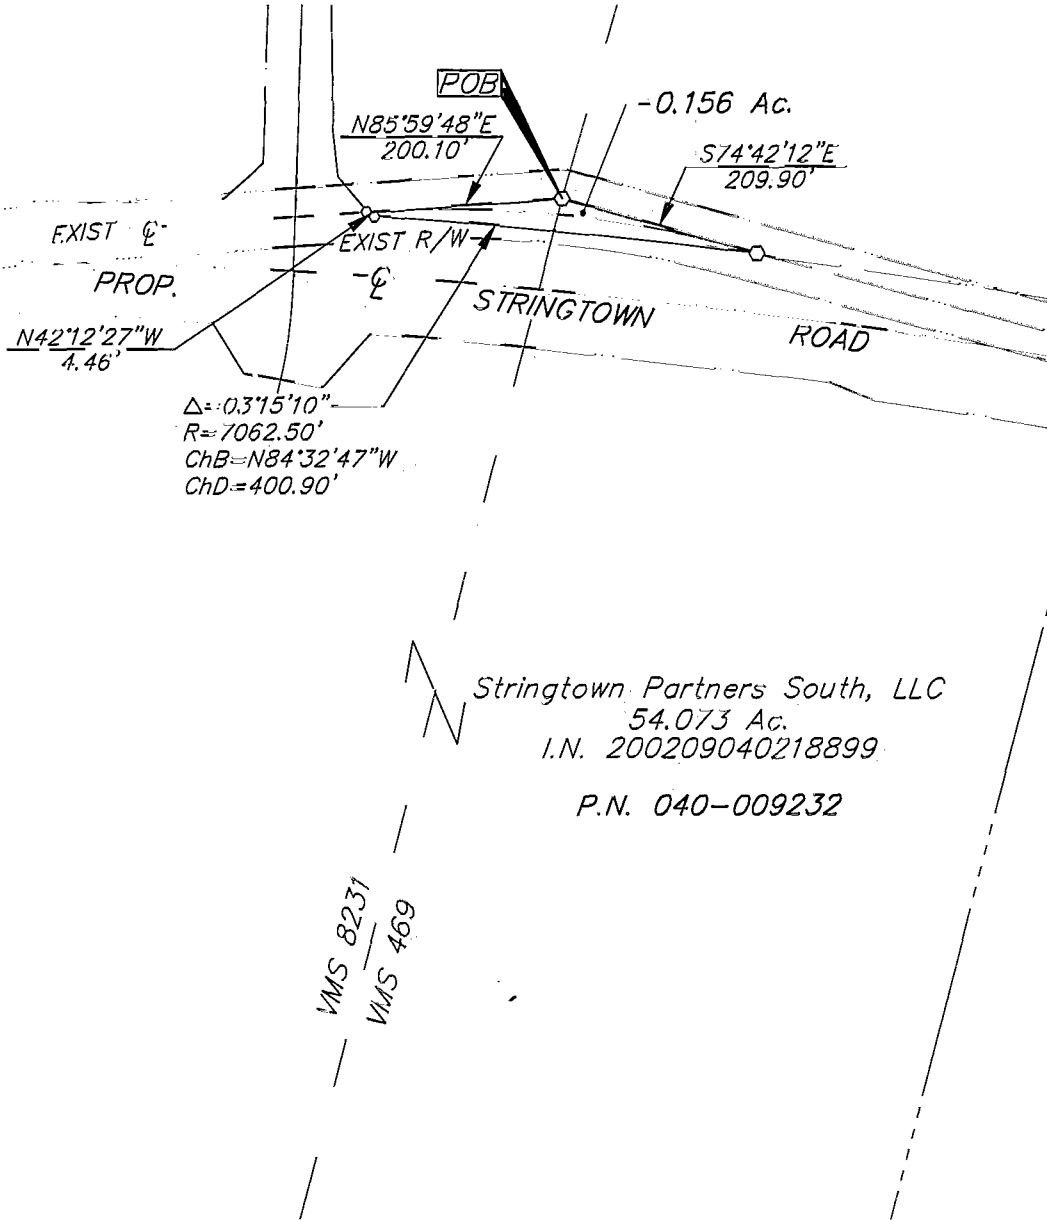 POB
-0.156 Ac.
N85°59'48"E
200.10'
S74°42'12"E
209.90'
EXIST ℄
EXIST R/W
PROP.
℄
STRINGTOWN
ROAD
N42°12'27"W
4.46'
Δ=03°15'10"
R=7062.50'
ChB=N84°32'47"W
ChD=400.90'
Stringtown Partners South, LLC
54.073 Ac.
I.N. 200209040218899
P.N. 040-009232
VMS 8231
VMS 469